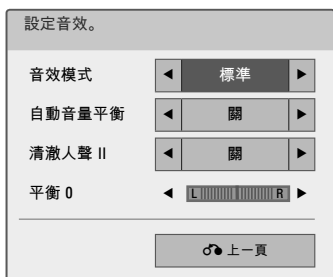 設定音效。
音效模式 ◄ 標準 ►
自動音量平衡 ◄ 關 ►
清澈人聲 II ◄ 關 ►
平衡 0 ◄ L R ►
上一頁